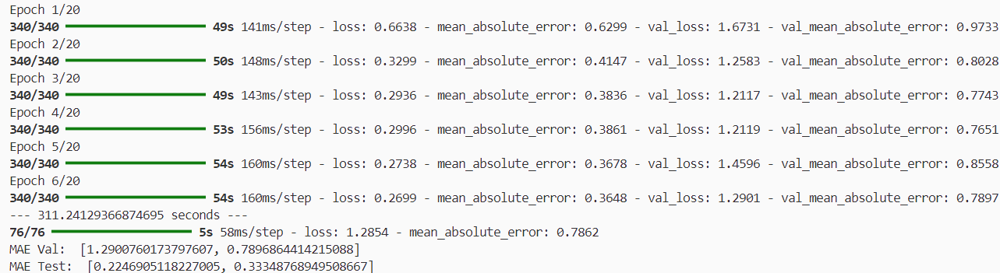 Epoch 1/20
340/340 49s 141ms/step - loss: 0.6638 - mean_absolute_error: 0.6299 - val_loss: 1.6731 - val_mean_absolute_error: 0.9733
Epoch 2/20
340/340 50s 148ms/step - loss: 0.3299 - mean_absolute_error: 0.4147 - val_loss: 1.2583 - val_mean_absolute_error: 0.8028
Epoch 3/20
340/340 49s 143ms/step - loss: 0.2936 - mean_absolute_error: 0.3836 - val_loss: 1.2117 - val_mean_absolute_error: 0.7743
Epoch 4/20
340/340 53s 156ms/step - loss: 0.2996 - mean_absolute_error: 0.3861 - val_loss: 1.2119 - val_mean_absolute_error: 0.7651
Epoch 5/20
340/340 54s 160ms/step - loss: 0.2738 - mean_absolute_error: 0.3678 - val_loss: 1.4596 - val_mean_absolute_error: 0.8558
Epoch 6/20
340/340 54s 160ms/step - loss: 0.2699 - mean_absolute_error: 0.3648 - val_loss: 1.2901 - val_mean_absolute_error: 0.7897
--- 311.24129366874695 seconds ---
76/76 5s 58ms/step - loss: 1.2854 - mean_absolute_error: 0.7862
MAE Val:  [1.2900760173797607, 0.7896864414215088]
MAE Test:  [0.2246905118227005, 0.33348768949508667]